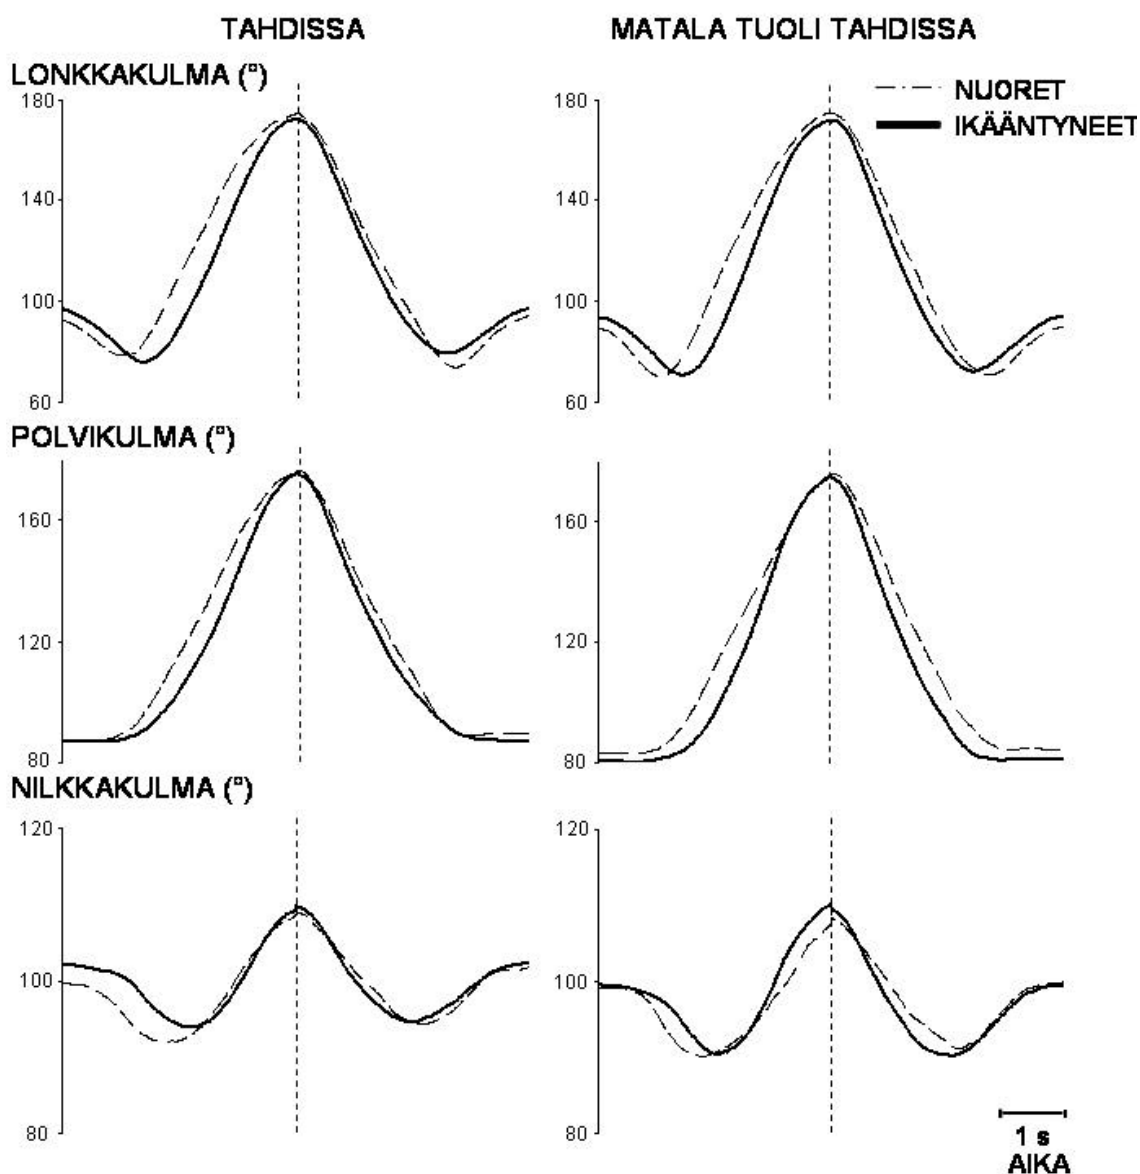 TAHDISSA
MATALA TUOLI TAHDISSA
LONKKAKULMA (°)
NUORET
IKÄÄNTYNEET
180
140
100
60
180
140
100
60
POLVIKULMA (°)
160
120
80
160
120
80
NILKKAKULMA (°)
120
100
80
120
100
80
1 s
AIKA